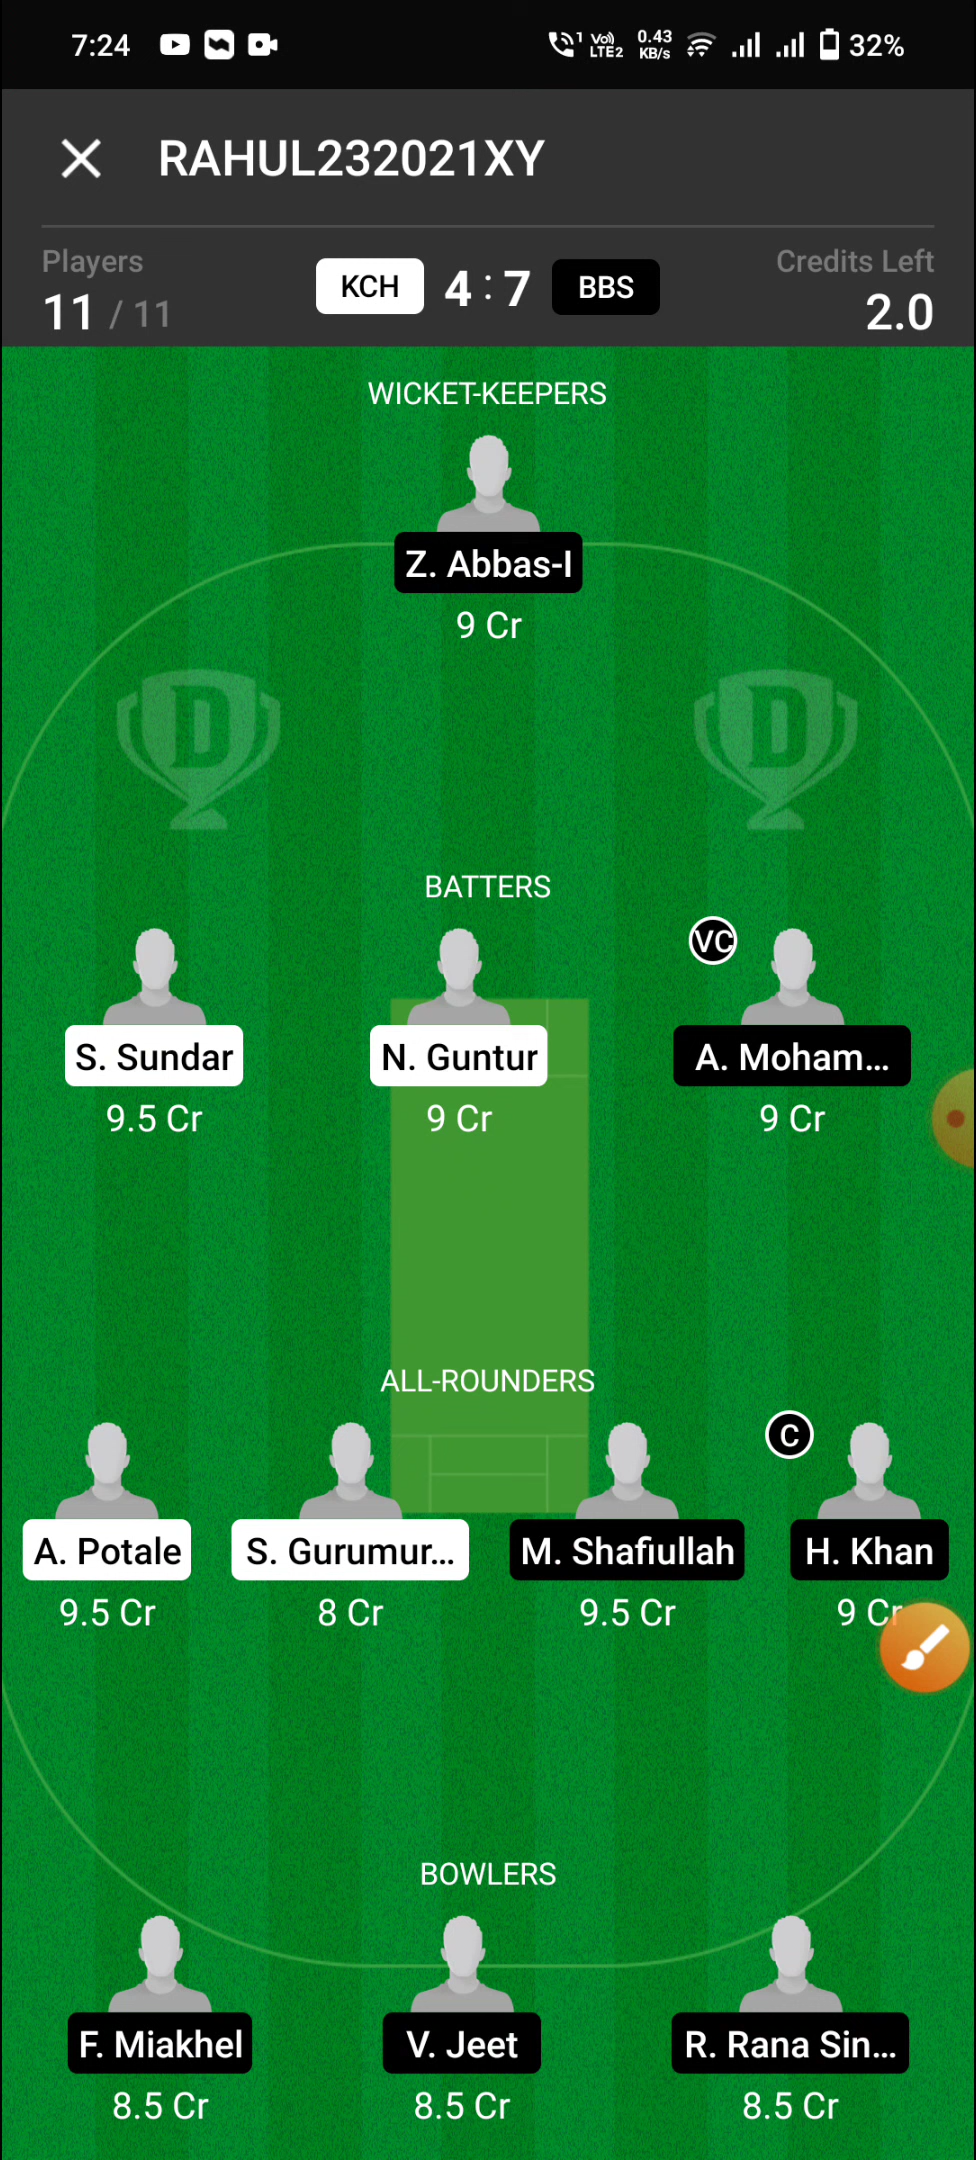 7:24 1 Vo) LTE2 0.43 KB/s 32%
RAHUL232021XY
Players Credits Left
11 / 11 KCH 4 : 7 BBS 2.0
WICKET-KEEPERS
Z. Abbas-I
9 Cr
D D
BATTERS
VC
S. Sundar N. Guntur A. Moham...
9.5 Cr 9 Cr 9 Cr
ALL-ROUNDERS
C
A. Potale S. Gurumur... M. Shafiullah H. Khan
9.5 Cr 8 Cr 9.5 Cr 9 Cr
BOWLERS
F. Miakhel V. Jeet R. Rana Sin...
8.5 Cr 8.5 Cr 8.5 Cr